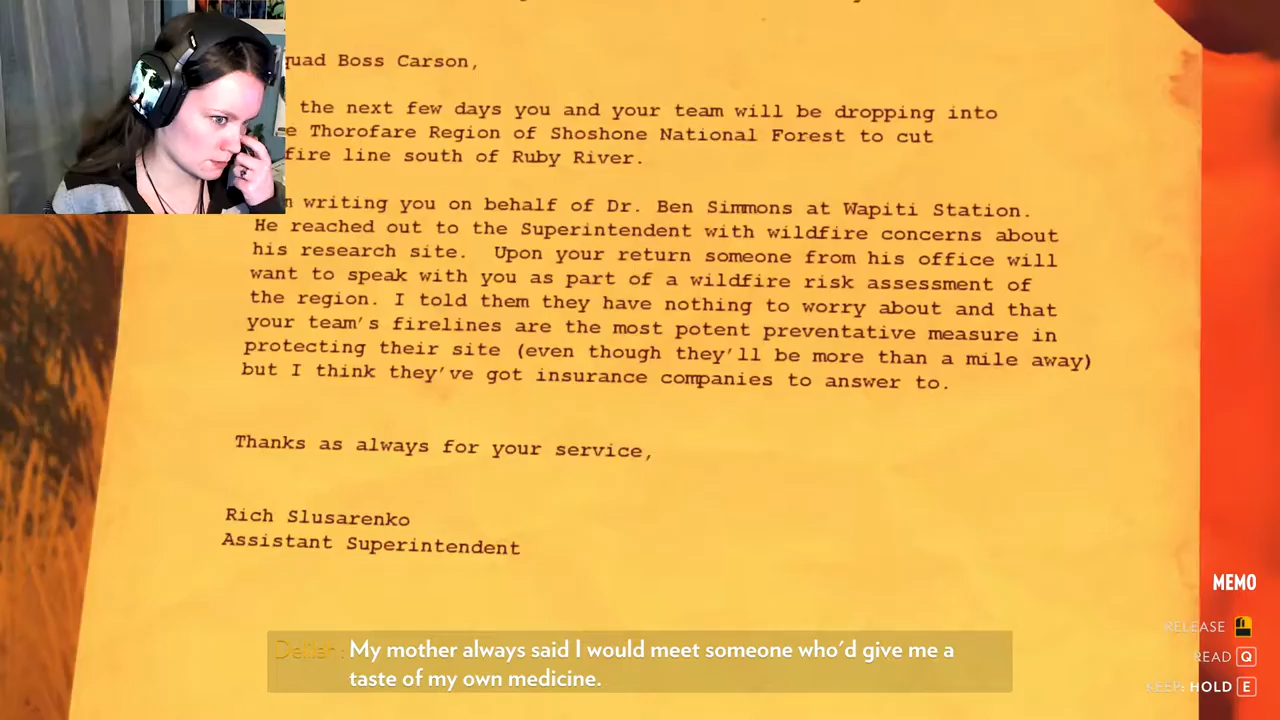 quad Boss Carson,
the next few days you and your team will be dropping into
e Thorofare Region of Shoshone National Forest to cut
fire line south of Ruby River.
writing you on behalf of Dr. Ben Simmons at Wapiti Station.
He reached out to the Superintendent with wildfire concerns about
his research site. Upon your return someone from his office will
want to speak with you as part of a wildfire risk assessment of
the region. I told them they have nothing to worry about and that
your team's firelines are the most potent preventative measure in
protecting their site (even though they'll be more than a mile away)
but I think they've got insurance companies to answer to.
Thanks as always for your service,
Rich Slusarenko
Assistant Superintendent
MEMO
RELEASE
READ Q
KEEP: HOLD E
Delilah: My mother always said I would meet someone who'd give me a
taste of my own medicine.